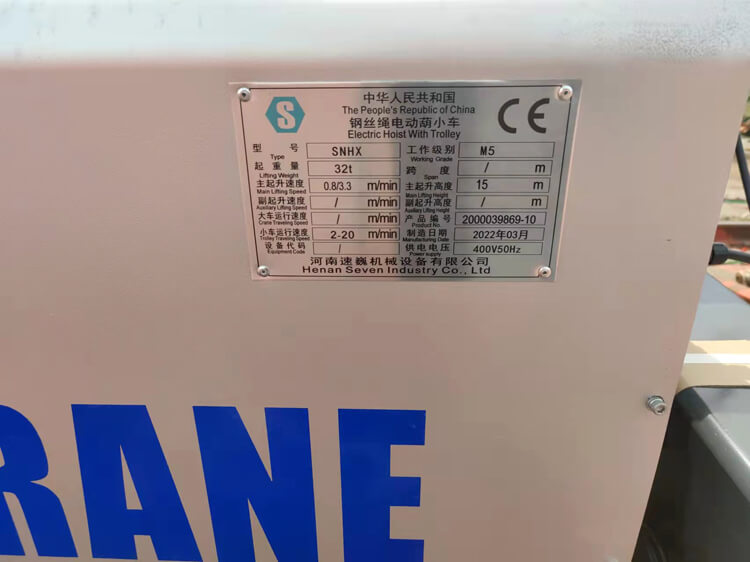 S
中华人民共和国
The People's Republic of China
钢丝绳电动葫小车
Electric Hoist With Trolley
CE
型 号 SNHX 工作级别 M5
Type Working Grade
起 重 量 32t 跨 度 / m
Lifting Weight Span
主起升速度 0.8/3.3 m/min 主起升高度 15 m
Main Lifting Speed Main Lifting Height
副起升速度 / m/min 副起升高度 / m
Auxiliary Lifting Speed Auxiliary Lifting Height
大车运行速度 / m/min 产品编号 2000039869-10
Crane Traveling Speed Product No.
小车运行速度 2-20 m/min 制造日期 2022年03月
Trolley Traveling Speed Manufacturing Date
设备代码 / 供电电压 400V50Hz
Equipment Code Power supply
河南速巍机械设备有限公司
Henan Seven Industry Co., Ltd
RANE